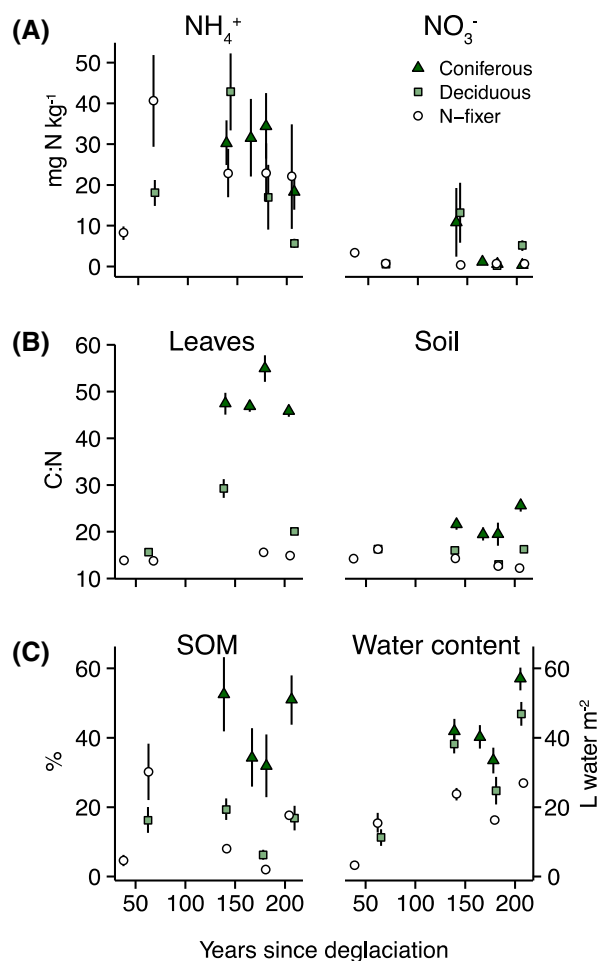 (A)
NH₄⁺
NO₃⁻
Coniferous
Deciduous
N−fixer
mg N kg⁻¹
50
40
30
20
10
0
(B)
Leaves
Soil
C:N
60
50
40
30
20
10
(C)
SOM
Water content
%
60
40
20
0
60
40
20
0
L water m⁻²
50 100 150 200
50 100 150 200
Years since deglaciation